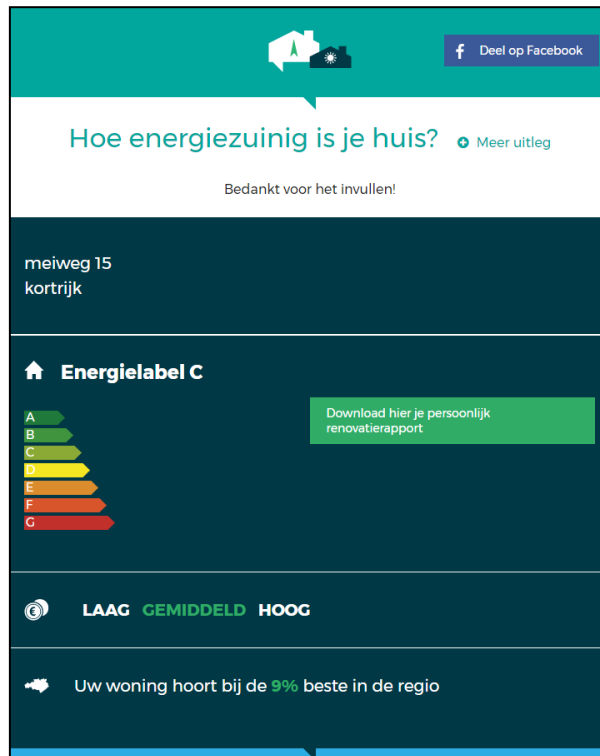 Deel op Facebook
Hoe energiezuinig is je huis? Meer uitleg
Bedankt voor het invullen!
meiweg 15
kortrijk
Energielabel C
A
B
C
D
E
F
G
Download hier je persoonlijk
renovatierapport
LAAG GEMIDDELD HOOG
Uw woning hoort bij de 9% beste in de regio